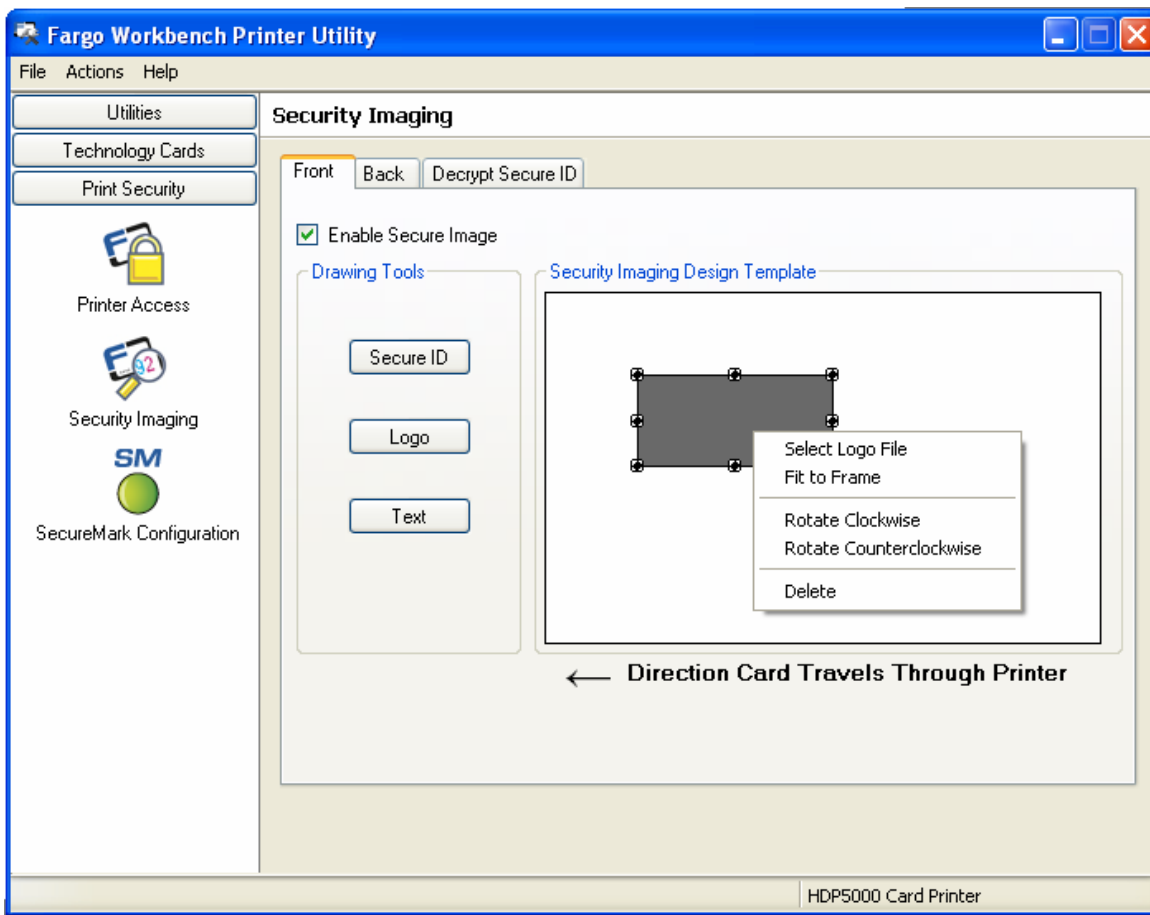 Fargo Workbench Printer Utility
File Actions Help
Utilities
Technology Cards
Print Security
Printer Access
Security Imaging
SM
SecureMark Configuration
Security Imaging
Front Back Decrypt Secure ID
Enable Secure Image
Drawing Tools
Secure ID
Logo
Text
Security Imaging Design Template
Select Logo File
Fit to Frame
Rotate Clockwise
Rotate Counterclockwise
Delete
← Direction Card Travels Through Printer
HDP5000 Card Printer